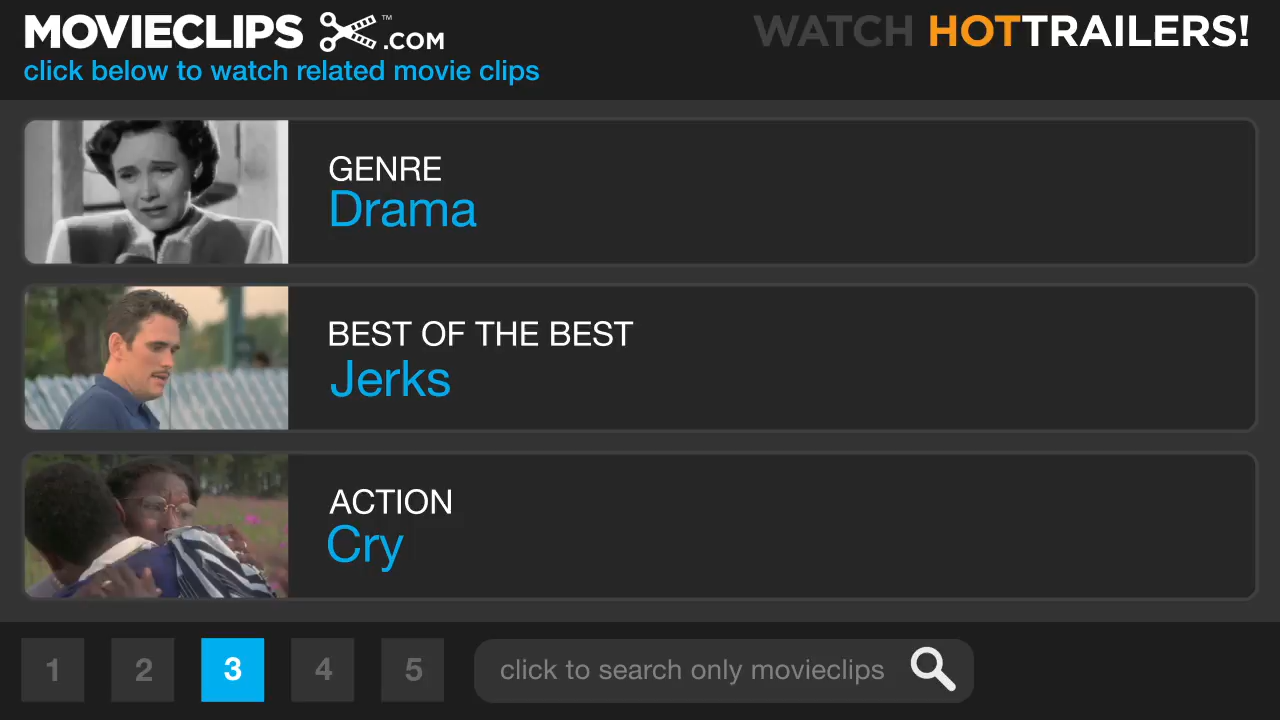 MOVIECLIPS ™ .COM
WATCH HOTTRAILERS!
click below to watch related movie clips
GENRE
Drama
BEST OF THE BEST
Jerks
ACTION
Cry
1 2 3 4 5 click to search only movieclips